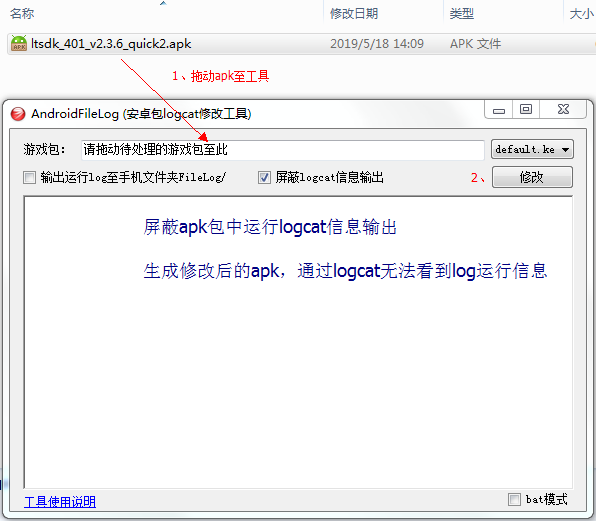 名称 修改日期 类型 大小
ltsdk_401_v2.3.6_quick2.apk 2019/5/18 14:09 APK 文件
1、拖动apk至工具
AndroidFileLog (安卓包logcat修改工具)
游戏包： 请拖动待处理的游戏包至此 default.ke
输出运行log至手机文件夹FileLog/ 屏蔽logcat信息输出 2、 修改
屏蔽apk包中运行logcat信息输出
生成修改后的apk，通过logcat无法看到log运行信息
工具使用说明 bat模式